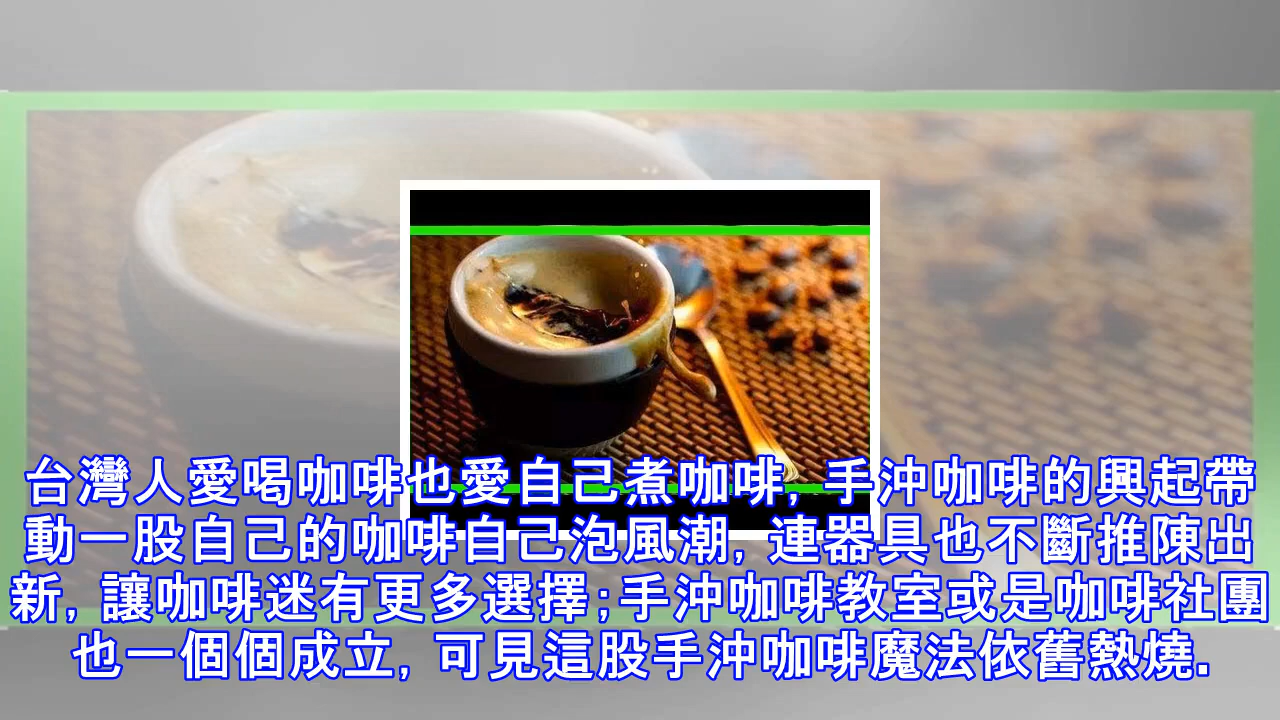 台灣人愛喝咖啡也愛自己煮咖啡, 手沖咖啡的興起帶
動一股自己的咖啡自己泡風潮, 連器具也不斷推陳出
新, 讓咖啡迷有更多選擇;手沖咖啡教室或是咖啡社團
也一個個成立, 可見這股手沖咖啡魔法依舊熱燒.